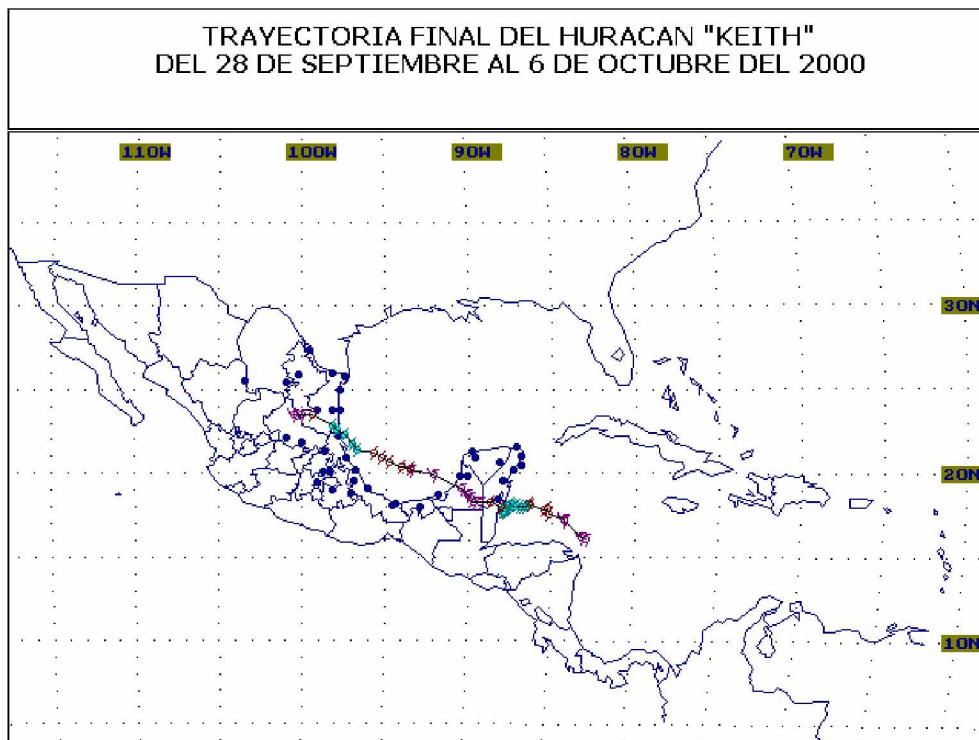 TRAYECTORIA FINAL DEL HURACAN "KEITH"
DEL 28 DE SEPTIEMBRE AL 6 DE OCTUBRE DEL 2000
110W 100W 90W 80W 70W
30N
20N
10N